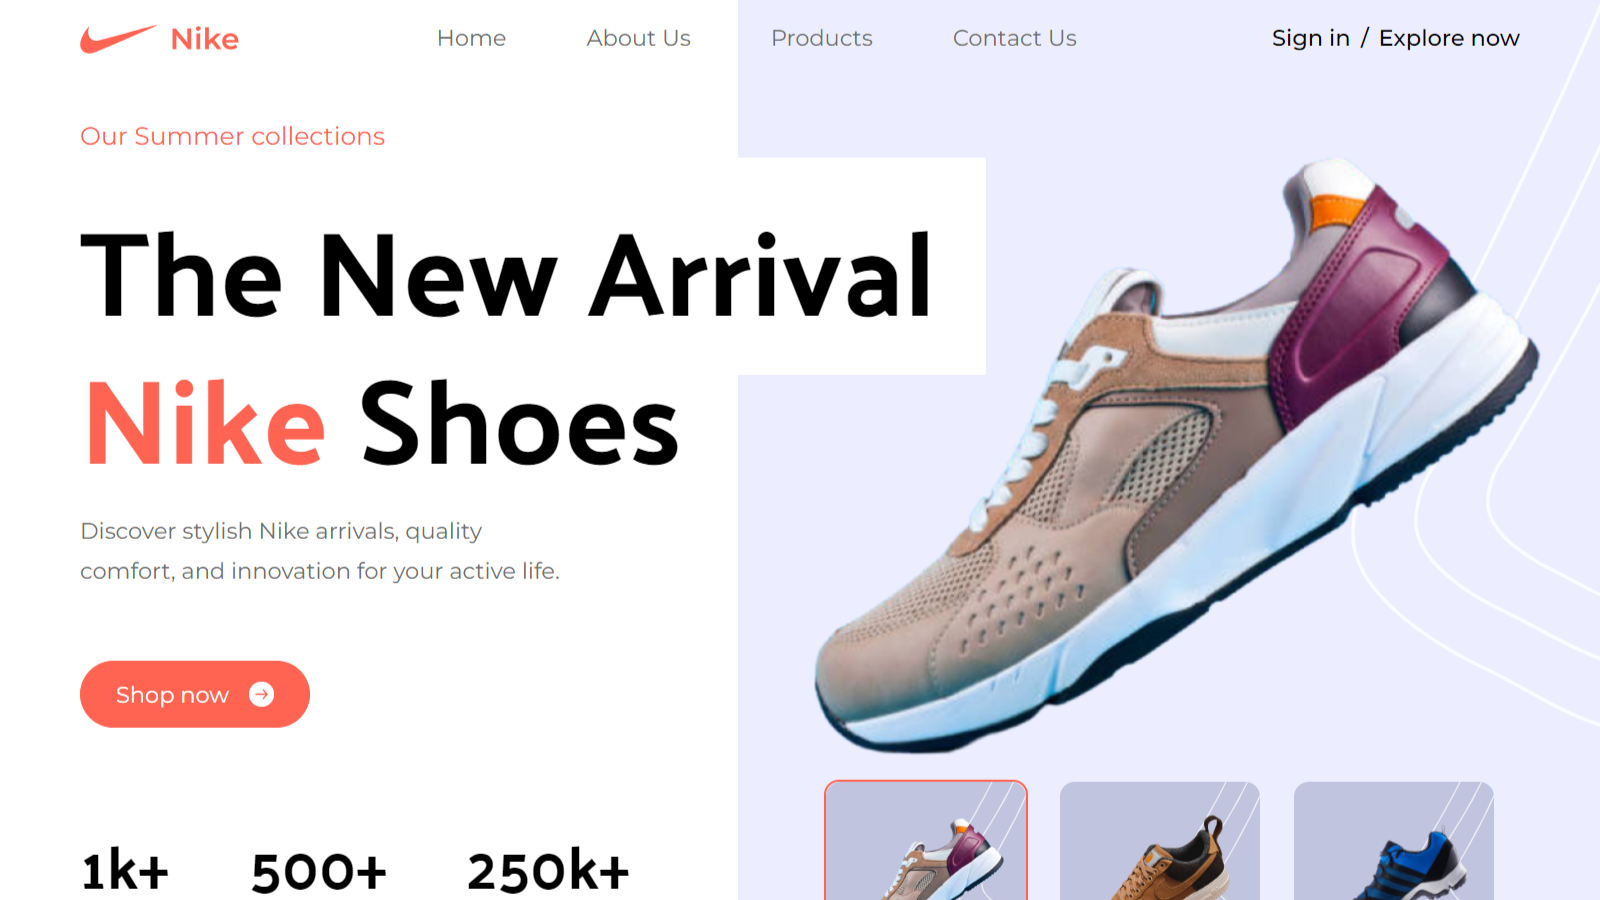 Nike
Home
About Us
Products
Contact Us
Sign in / Explore now
Our Summer collections
The New Arrival
Nike Shoes
Discover stylish Nike arrivals, quality
comfort, and innovation for your active life.
Shop now
1k+
500+
250k+